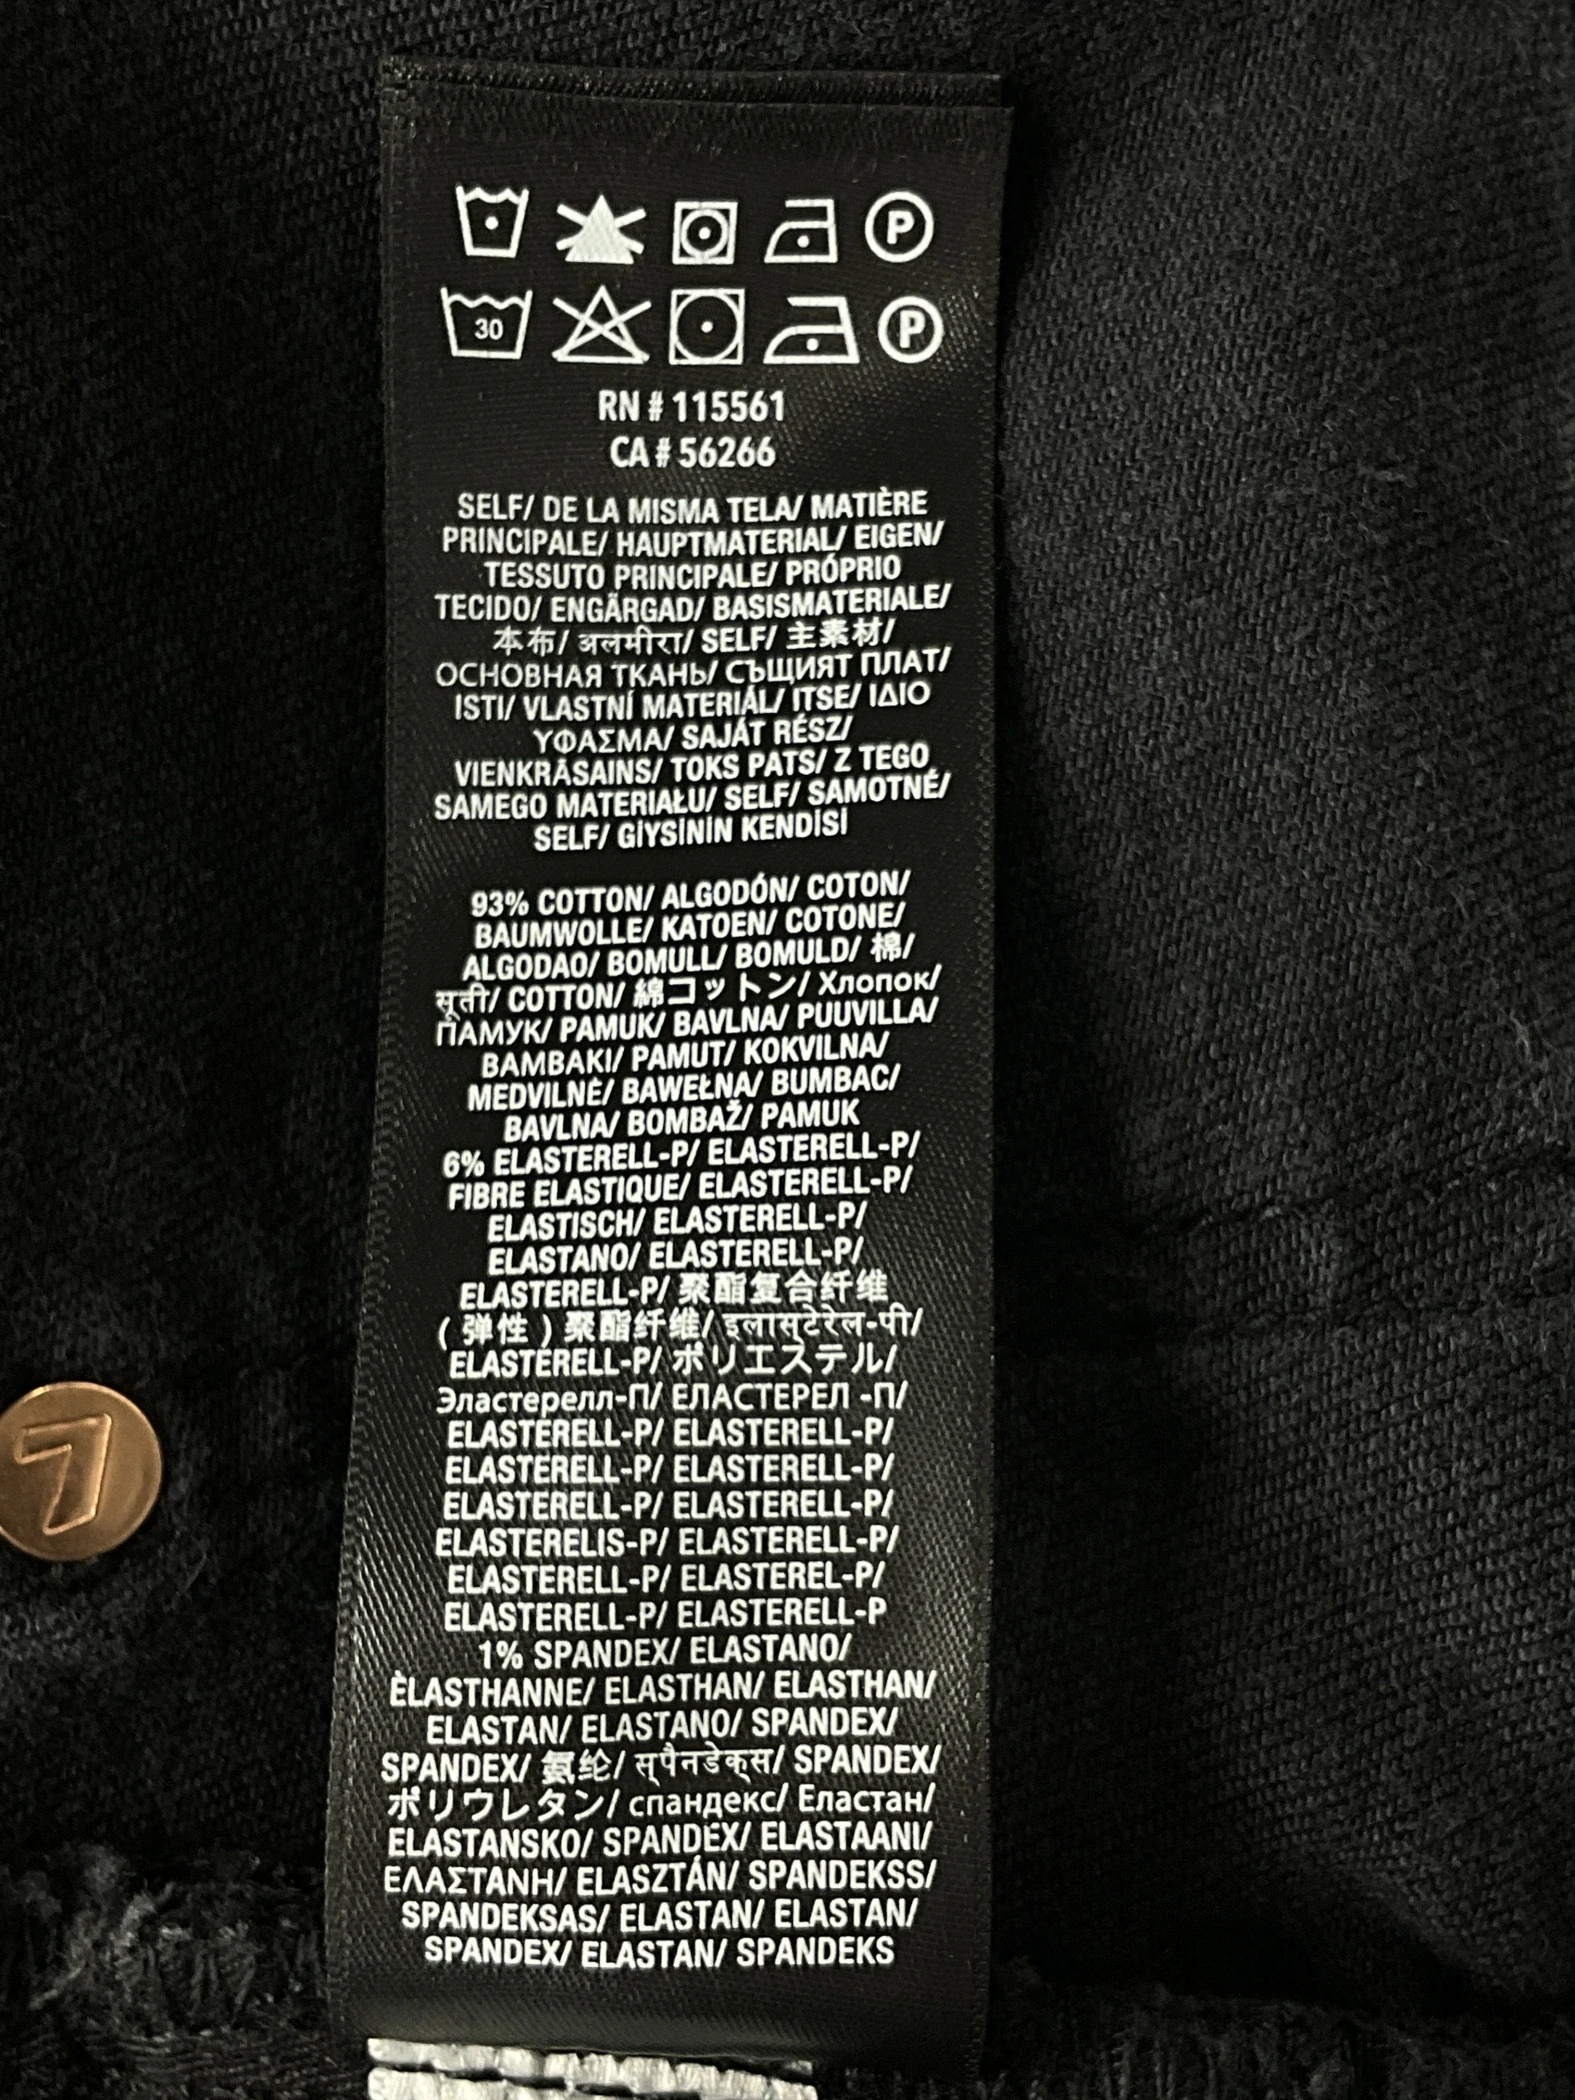 P
30
P
RN # 115561
CA # 56266
SELF/ DE LA MISMA TELA/ MATIÈRE
PRINCIPALE/ HAUPTMATERIAL/ EIGEN/
TESSUTO PRINCIPALE/ PRÓPRIO
TECIDO/ ENGÄRGAD/ BASISMATERIALE/
本布/ अलमीरा/ SELF/ 主素材/
ОСНОВНАЯ ТКАНЬ/ СЪЩИЯТ ПЛАТ/
ISTI/ VLASTNÍ MATERIÁL/ ITSE/ ΙΔΙΟ
ΥΦΑΣΜΑ/ SAJÁT RÉSZ/
VIENKRĀSAINS/ TOKS PATS/ Z TEGO
SAMEGO MATERIAŁU/ SELF/ SAMOTNÉ/
SELF/ GİYSİNİN KENDİSİ
93% COTTON/ ALGODÓN/ COTON/
BAUMWOLLE/ KATOEN/ COTONE/
ALGODAO/ BOMULL/ BOMULD/ 棉/
सूती/ COTTON/ 綿コットン/ Хлопок/
ПАМУК/ PAMUK/ BAVLNA/ PUUVILLA/
BAMBAKI/ PAMUT/ KOKVILNA/
MEDVILNĖ/ BAWEŁNA/ BUMBAC/
BAVLNA/ BOMBAŽ/ PAMUK
6% ELASTERELL-P/ ELASTERELL-P/
FIBRE ELASTIQUE/ ELASTERELL-P/
ELASTISCH/ ELASTERELL-P/
ELASTANO/ ELASTERELL-P/
ELASTERELL-P/ 聚酯复合纤维
( 弹性 ) 聚酯纤维/ इलास्टेरेल-पी/
ELASTERELL-P/ ポリエステル/
Эластерелл-П/ ЕЛАСТЕРЕЛ -П/
ELASTERELL-P/ ELASTERELL-P/
ELASTERELL-P/ ELASTERELL-P/
ELASTERELL-P/ ELASTERELL-P/
ELASTERELIS-P/ ELASTERELL-P/
ELASTERELL-P/ ELASTEREL-P/
ELASTERELL-P/ ELASTERELL-P
1% SPANDEX/ ELASTANO/
ÈLASTHANNE/ ELASTHAN/ ELASTHAN/
ELASTAN/ ELASTANO/ SPANDEX/
SPANDEX/ 氨纶/ स्पैनडेक्स/ SPANDEX/
ポリウレタン/ спандекс/ Еластан/
ELASTANSKO/ SPANDEX/ ELASTAANI/
ΕΛΑΣΤΑΝΗ/ ELASZTÁN/ SPANDEKSS/
SPANDEKSAS/ ELASTAN/ ELASTAN/
SPANDEX/ ELASTAN/ SPANDEKS
7